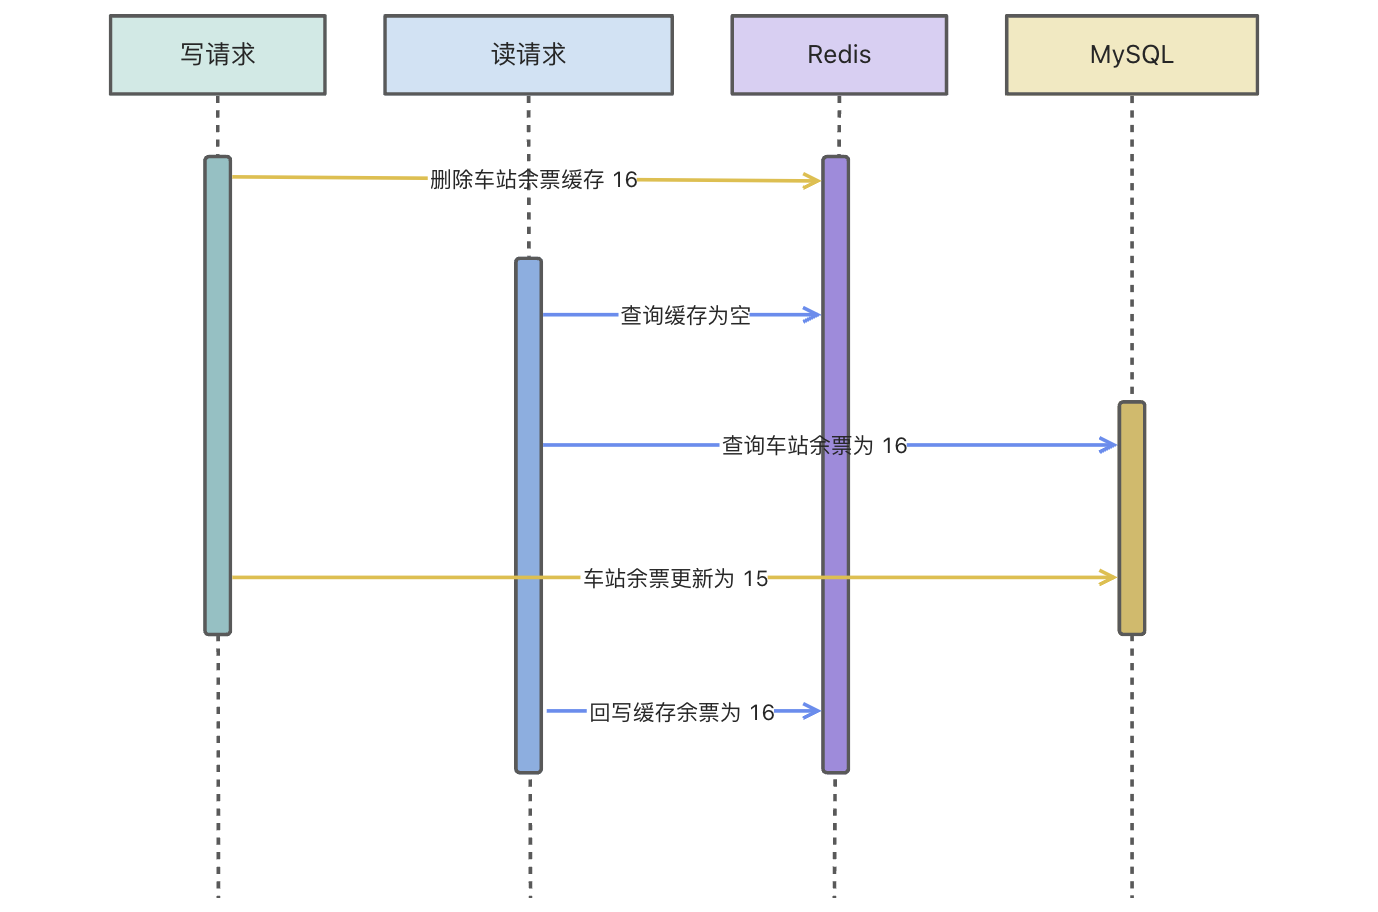 写请求
读请求
Redis
MySQL
删除车站余票缓存 16
查询缓存为空
查询车站余票为 16
车站余票更新为 15
回写缓存余票为 16